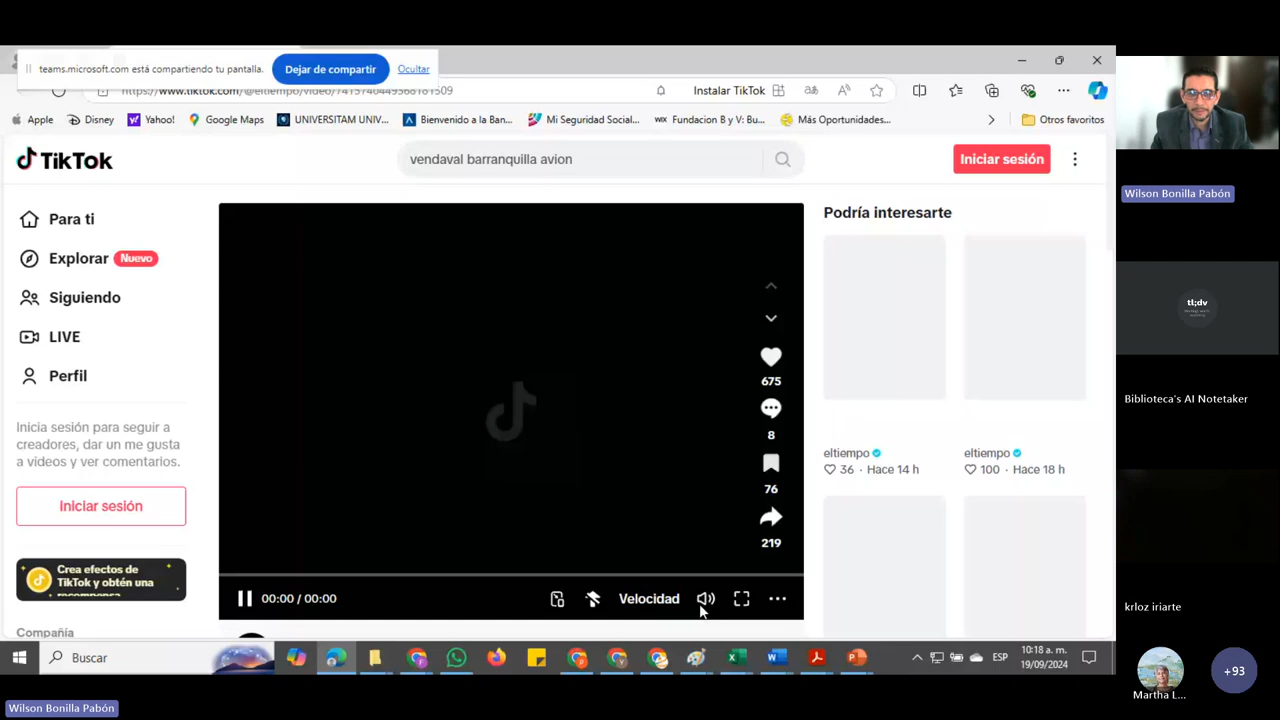 teams.microsoft.com está compartiendo tu pantalla.
Dejar de compartir
Ocultar
Instalar TikTok
Apple
Disney
Yahoo!
Google Maps
UNIVERSITAM UNIV...
Bienvenido a la Ban...
Mi Seguridad Social...
WIX Fundacion B y V: Bu...
Más Oportunidades...
Otros favoritos
TikTok
vendaval barranquilla avion
Iniciar sesión
Para ti
Explorar Nuevo
Siguiendo
LIVE
Perfil
Inicia sesión para seguir a
creadores, dar un me gusta
a videos y ver comentarios.
Iniciar sesión
Crea efectos de
TikTok y obtén una
recompensa
Compañía
675
8
76
219
00:00 / 00:00
Velocidad
Podría interesarte
eltiempo
36 · Hace 14 h
eltiempo
100 · Hace 18 h
Buscar
ESP
10:18 a. m.
19/09/2024
Wilson Bonilla Pabón
tl;dv
Biblioteca's AI Notetaker
krloz iriarte
Martha L...
+93
Wilson Bonilla Pabón